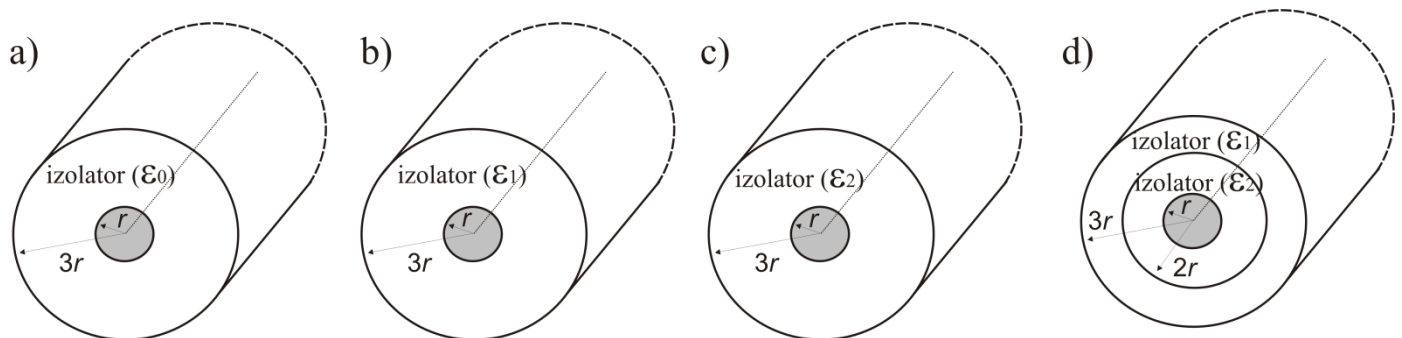 a)
izolator (ε₀)
r
3r
b)
izolator (ε₁)
r
3r
c)
izolator (ε₂)
r
3r
d)
izolator (ε₁)
izolator (ε₂)
r
3r
2r